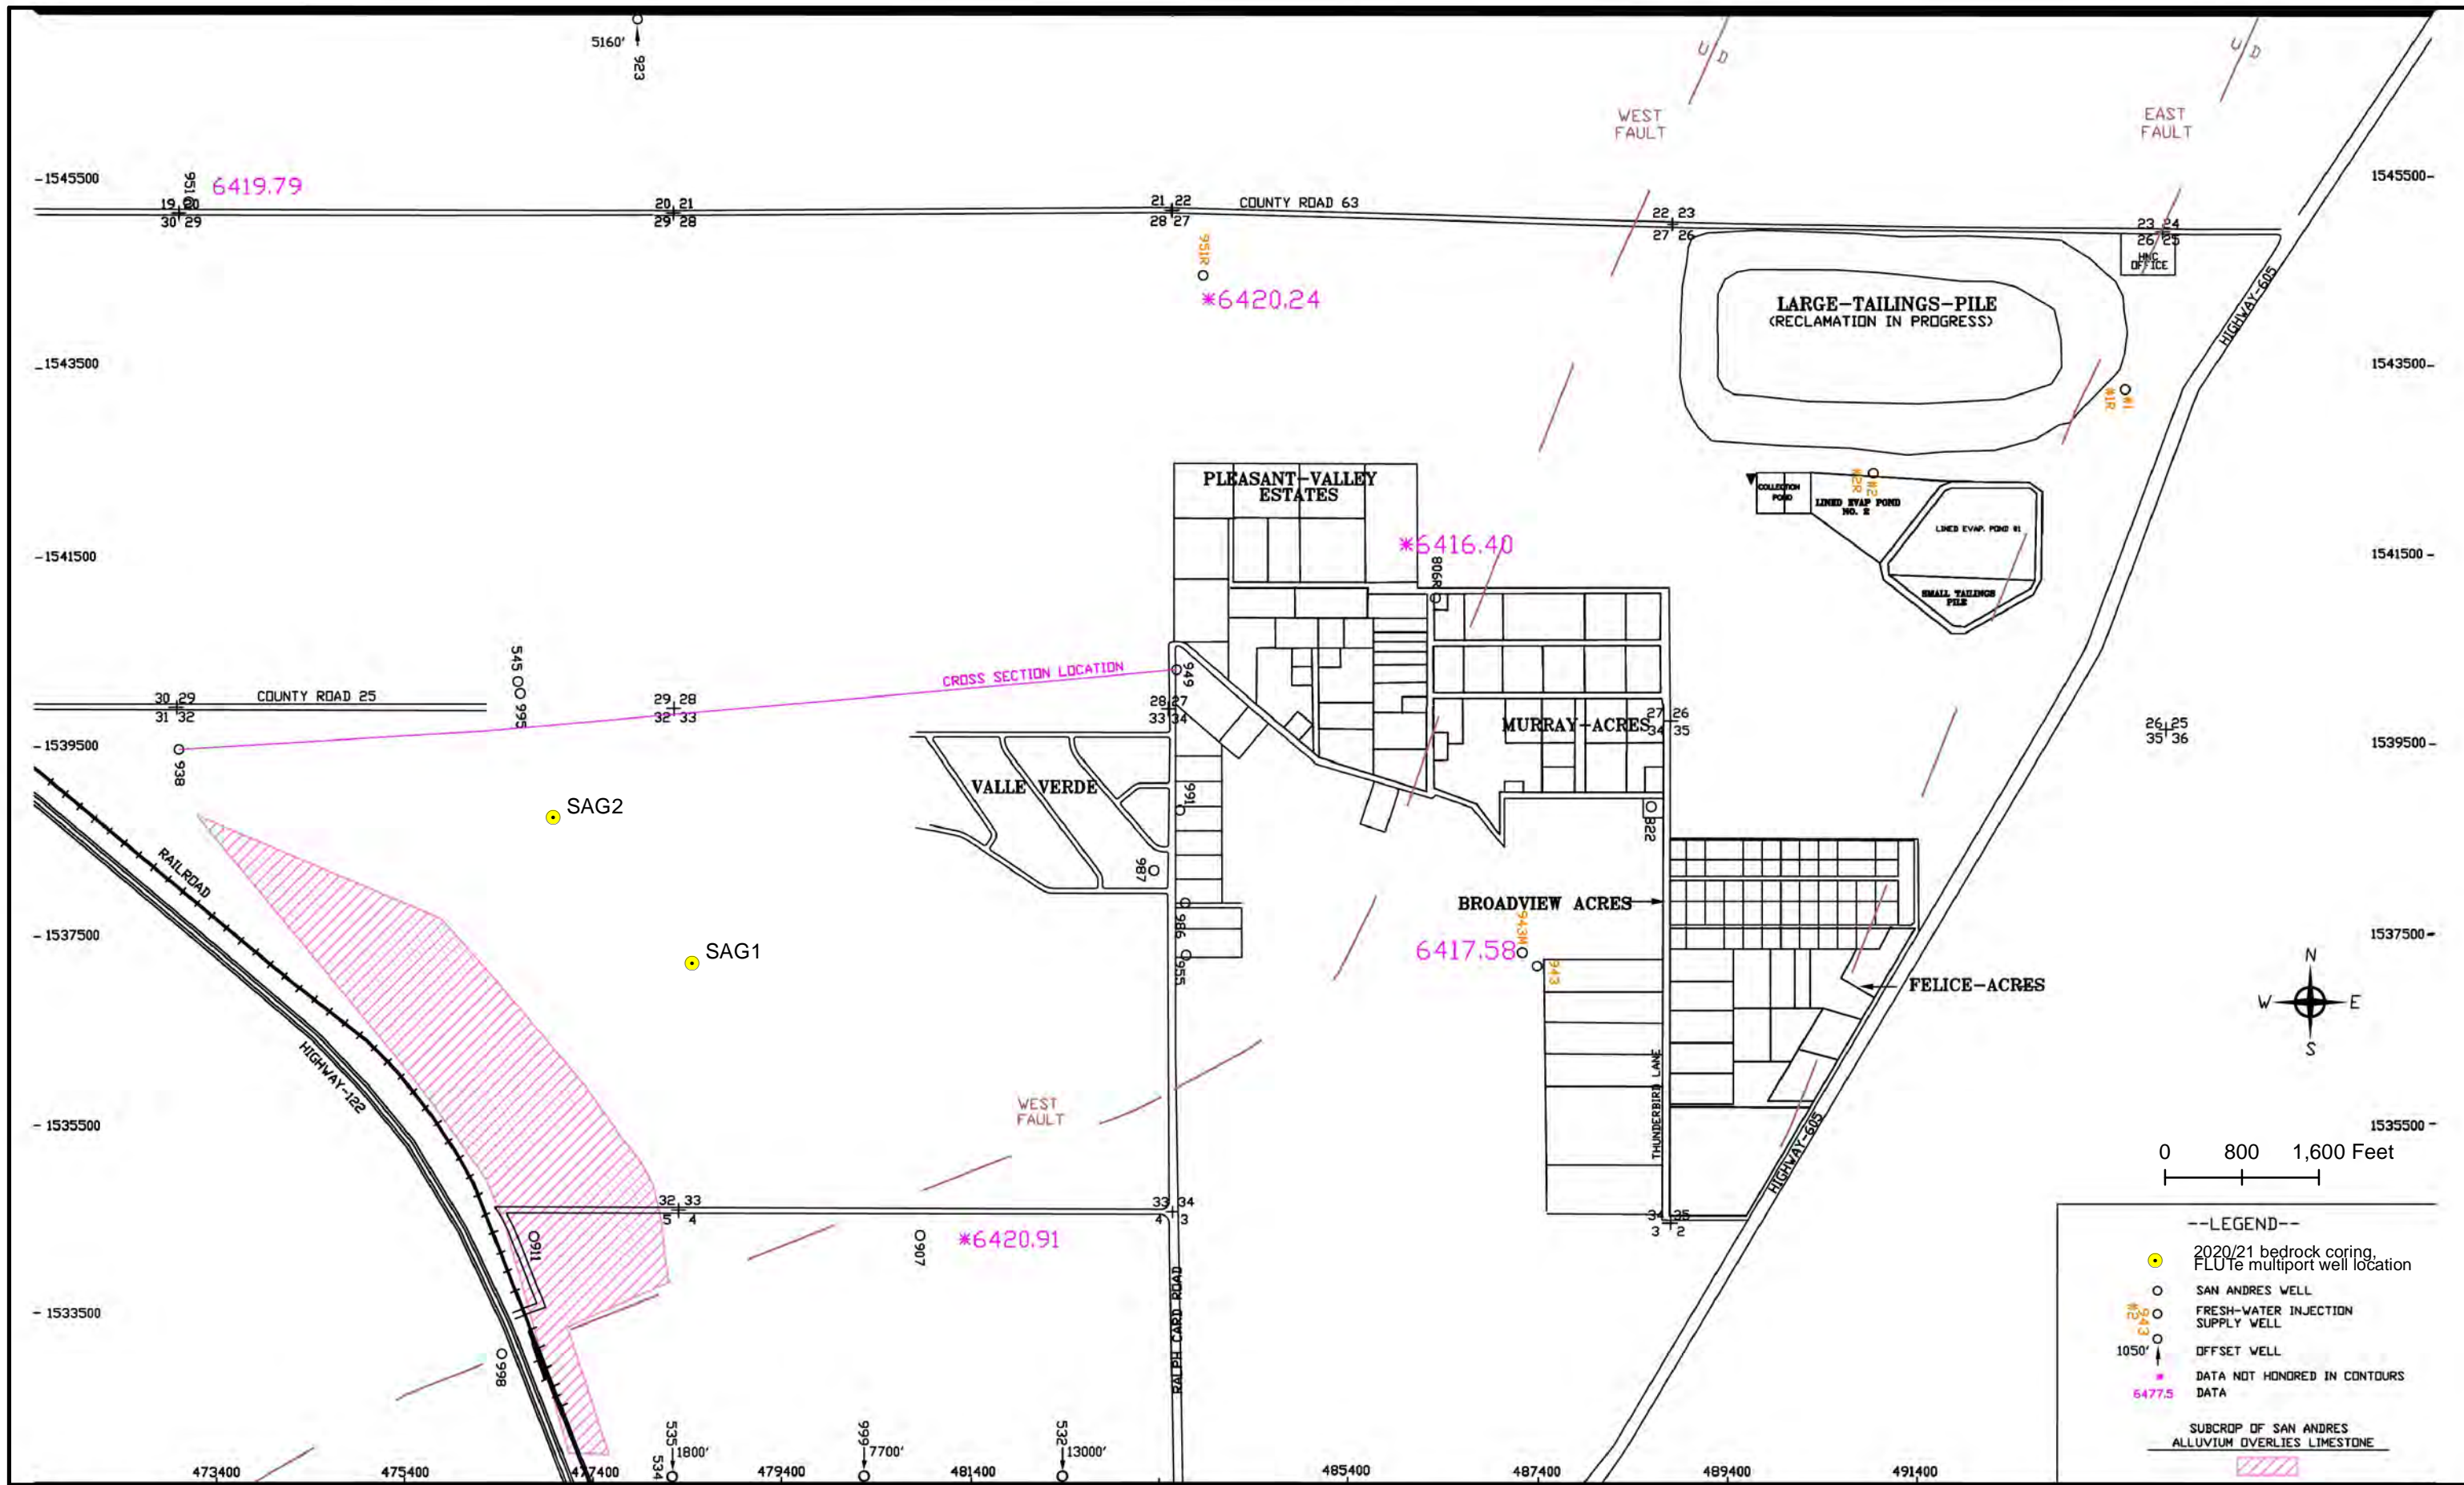 5160'
923
U/D
U/D
WEST
FAULT
EAST
FAULT
-1545500
1545500-
951
6419.79
19 20
30 29
20 21
29 28
21 22
28 27
COUNTY ROAD 63
22 23
27 26
23 24
26 25
HMC
OFFICE
951R
*6420.24
LARGE-TAILINGS-PILE
(RECLAMATION IN PROGRESS)
HIGHWAY-605
-1543500
1543500-
#1R
#1
PLEASANT-VALLEY
ESTATES
#2R
#2
COLLECTION
POND
LINED EVAP POND
NO. 2
LINED EVAP. POND #1
SMALL TAILINGS
PILE
*6416.40
806R
-1541500
1541500-
545
995
CROSS SECTION LOCATION
949
30 29
31 32
COUNTY ROAD 25
29 28
32 33
28 27
33 34
MURRAY-ACRES
27 26
34 35
26 25
35 36
-1539500
1539500-
938
VALLE VERDE
991
822
SAG2
RAILROAD
987
BROADVIEW ACRES
986
-1537500
1537500-
SAG1
955
6417.58
943M
943
FELICE-ACRES
N
W
E
S
HIGHWAY-122
WEST
FAULT
THUNDERBIRD LANE
HIGHWAY-605
-1535500
1535500-
0 800 1,600 Feet
32 33
5 4
33 34
4 3
34 35
3 2
911
907
*6420.91
RALPH CARD ROAD
-1533500
998
535
534
1800'
999
7700'
532
13000'
473400
475400
477400
479400
481400
485400
487400
489400
491400
--LEGEND--
2020/21 bedrock coring,
FLUTe multiport well location
SAN ANDRES WELL
#2
943
FRESH-WATER INJECTION
SUPPLY WELL
1050'
OFFSET WELL
*
DATA NOT HONORED IN CONTOURS
6477.5
DATA
SUBCROP OF SAN ANDRES
ALLUVIUM OVERLIES LIMESTONE